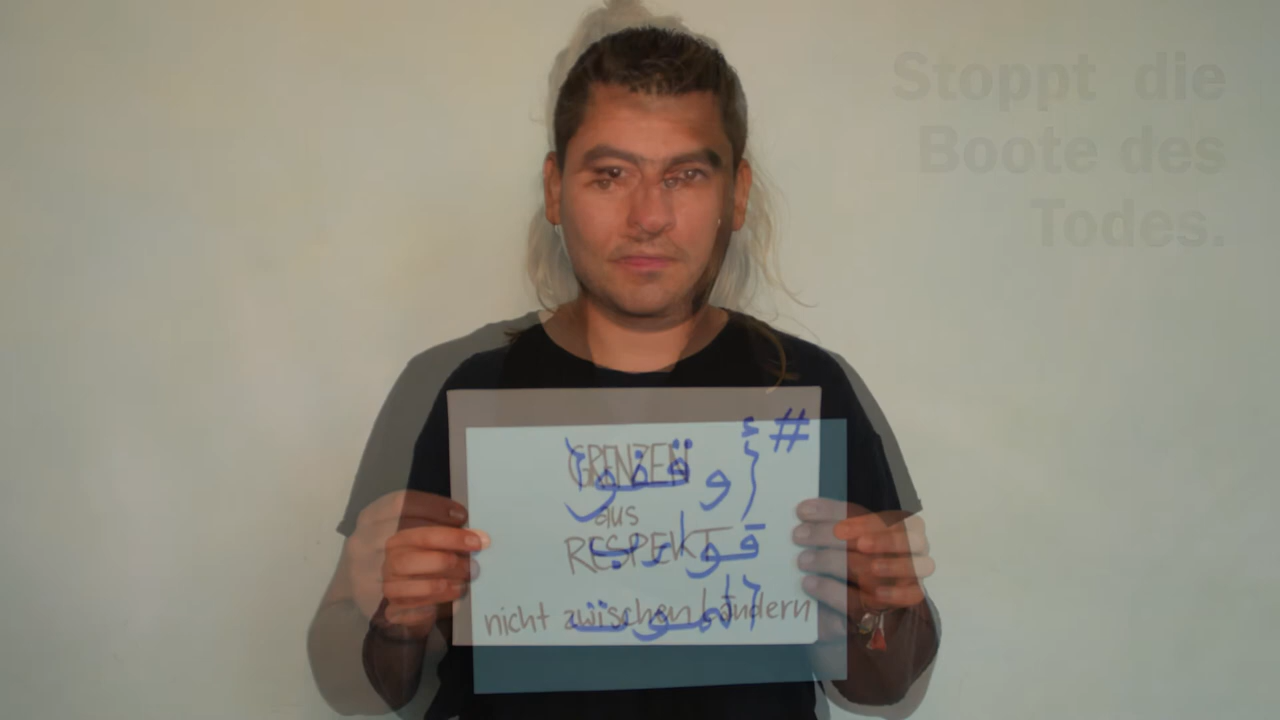 Stoppt die
Boote des
Todes.
#
أوقفوا
قوارب
الموت
GRENZEN
aus
RESPEKT
nicht zwischen Ländern